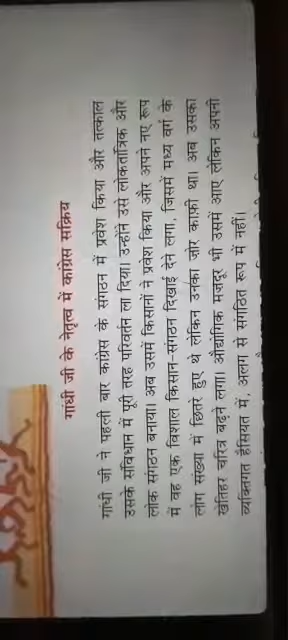 गांधी जी के नेतृत्व में कांग्रेस सक्रिय
गांधी जी ने पहली बार कांग्रेस के संगठन में प्रवेश किया और तत्काल
उसके संविधान में पूरी तरह परिवर्तन ला दिया। उन्होंने उसे लोकतांत्रिक और
लोक संगठन बनाया। अब उसमें किसानों ने प्रवेश किया और अपने नए रूप
में वह एक विशाल किसान-संगठन दिखाई देने लगा, जिसमें मध्य वर्ग के
लोग संख्या में छितरे हुए थे लेकिन उनका ज़ोर काफ़ी था। अब उसका
खेतिहर चरित्र बढ़ने लगा। औद्योगिक मज़दूर भी उसमें आए लेकिन अपनी
व्यक्तिगत हैसियत में, अलग से संगठित रूप में नहीं।